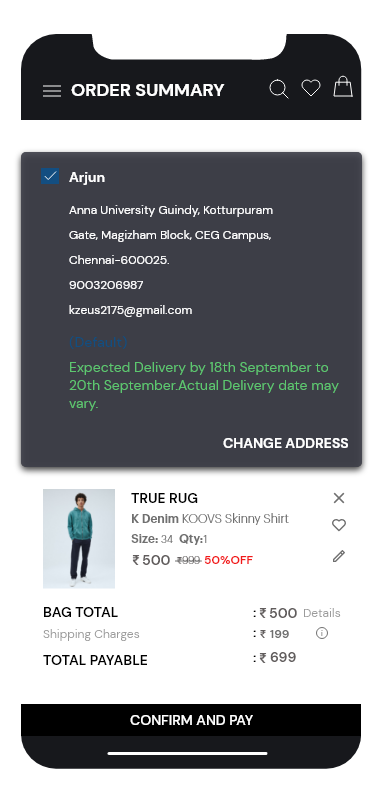 ORDER SUMMARY
Arjun
Anna University Guindy, Kotturpuram
Gate, Magizham Block, CEG Campus,
Chennai-600025.
9003206987
kzeus2175@gmail.com
Expected Delivery by 18th September to
20th September.Actual Delivery date may
vary.
CHANGE ADDRESS
TRUE RUG
K Denim KOOVS Skinny Shirt
Size: 34 Qty:1
₹ 500 ₹999 50%OFF
BAG TOTAL : ₹ 500 Details
Shipping Charges : ₹ 199
TOTAL PAYABLE : ₹ 699
CONFIRM AND PAY